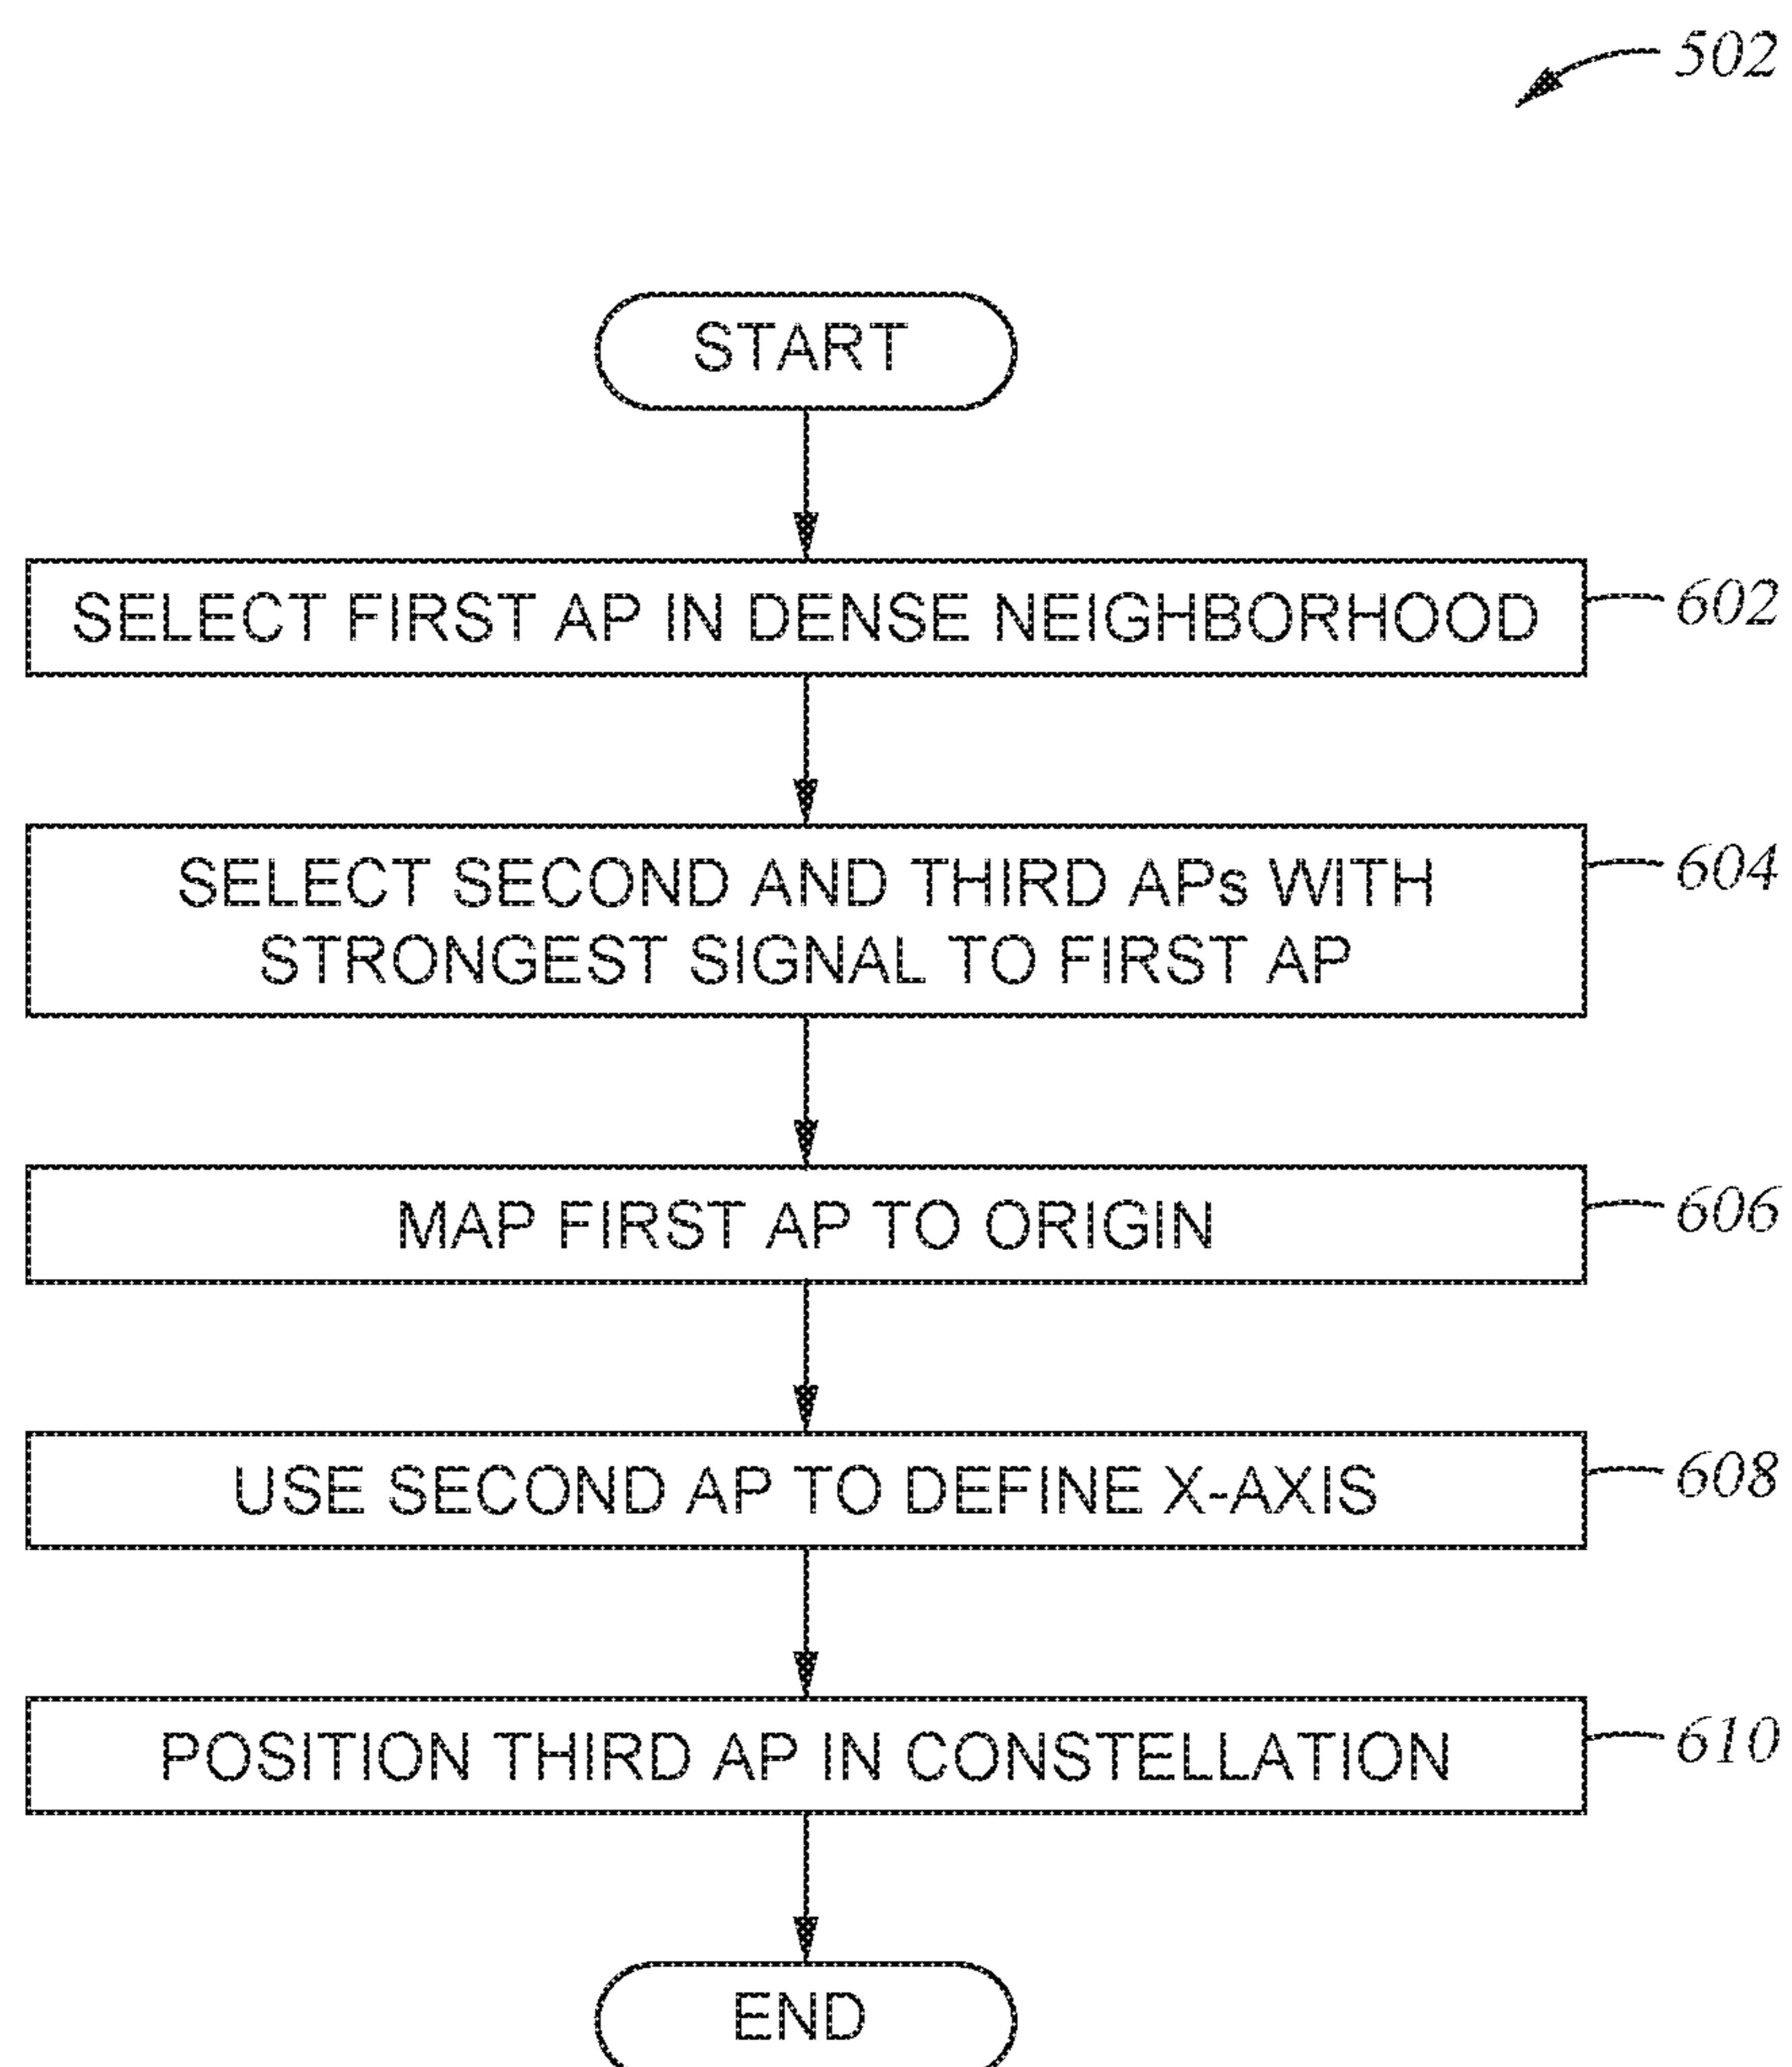 502
START
SELECT FIRST AP IN DENSE NEIGHBORHOOD
602
SELECT SECOND AND THIRD APs WITH
STRONGEST SIGNAL TO FIRST AP
604
MAP FIRST AP TO ORIGIN
606
USE SECOND AP TO DEFINE X-AXIS
608
POSITION THIRD AP IN CONSTELLATION
610
END